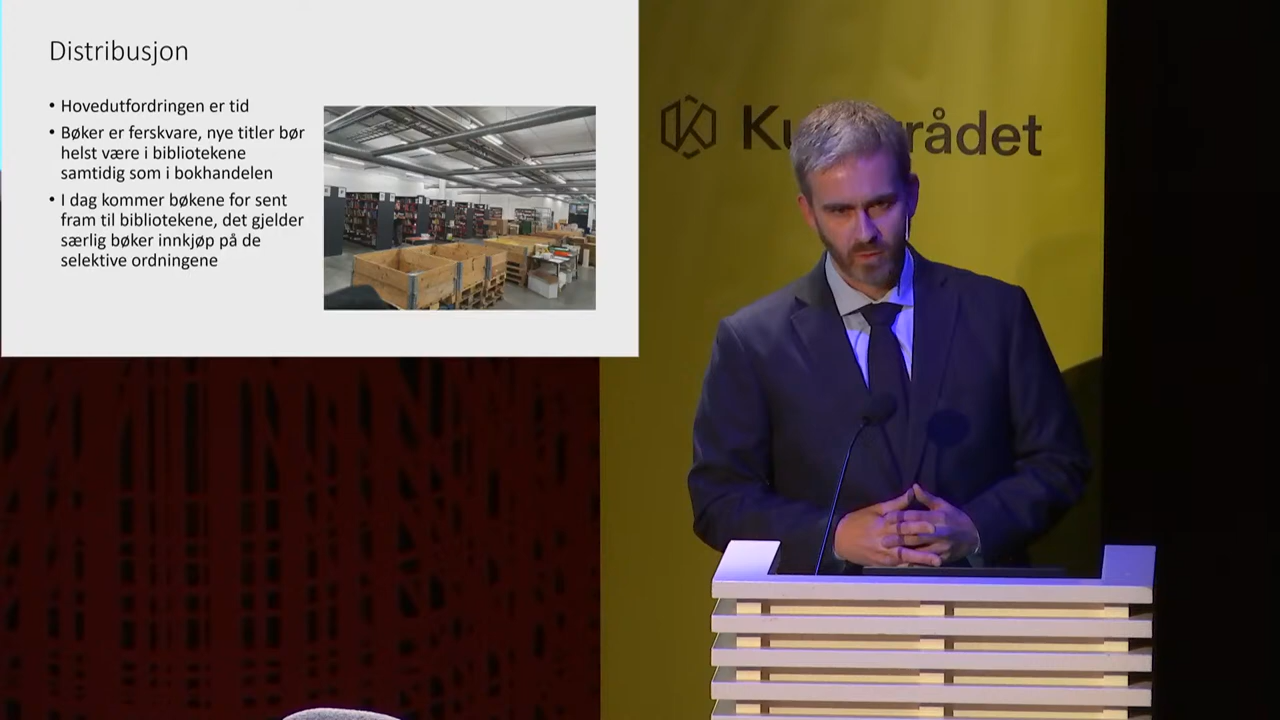 Distribusjon
• Hovedutfordringen er tid
• Bøker er ferskvare, nye titler bør
helst være i bibliotekene
samtidig som i bokhandelen
• I dag kommer bøkene for sent
fram til bibliotekene, det gjelder
særlig bøker innkjøp på de
selektive ordningene